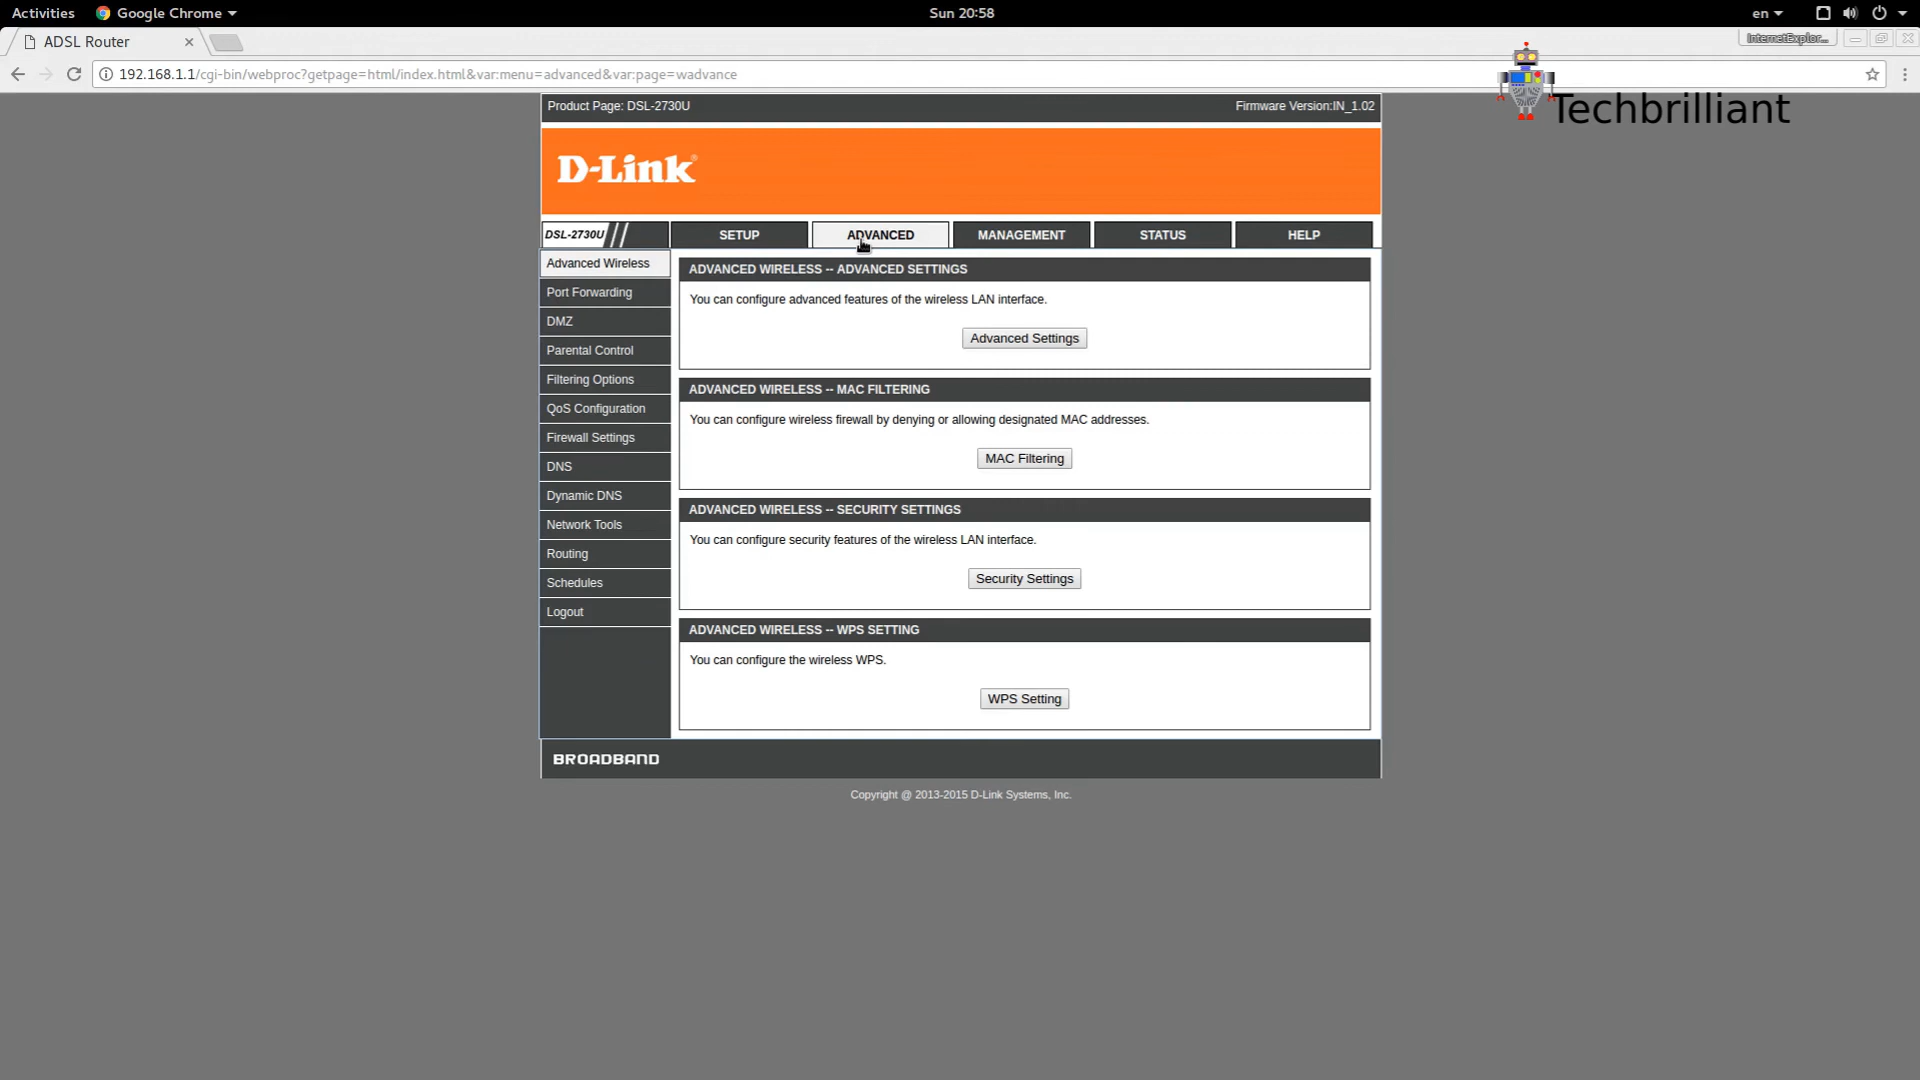 Activities
Google Chrome
Sun 20:58
en
ADSL Router
InternetExplor...
192.168.1.1/cgi-bin/webproc?getpage=html/index.html&var:menu=advanced&var:page=wadvance
Techbrilliant
Product Page: DSL-2730U
Firmware Version:IN_1.02
D-Link
DSL-2730U
SETUP
ADVANCED
MANAGEMENT
STATUS
HELP
Advanced Wireless
Port Forwarding
DMZ
Parental Control
Filtering Options
QoS Configuration
Firewall Settings
DNS
Dynamic DNS
Network Tools
Routing
Schedules
Logout
ADVANCED WIRELESS -- ADVANCED SETTINGS
You can configure advanced features of the wireless LAN interface.
Advanced Settings
ADVANCED WIRELESS -- MAC FILTERING
You can configure wireless firewall by denying or allowing designated MAC addresses.
MAC Filtering
ADVANCED WIRELESS -- SECURITY SETTINGS
You can configure security features of the wireless LAN interface.
Security Settings
ADVANCED WIRELESS -- WPS SETTING
You can configure the wireless WPS.
WPS Setting
BROADBAND
Copyright @ 2013-2015 D-Link Systems, Inc.